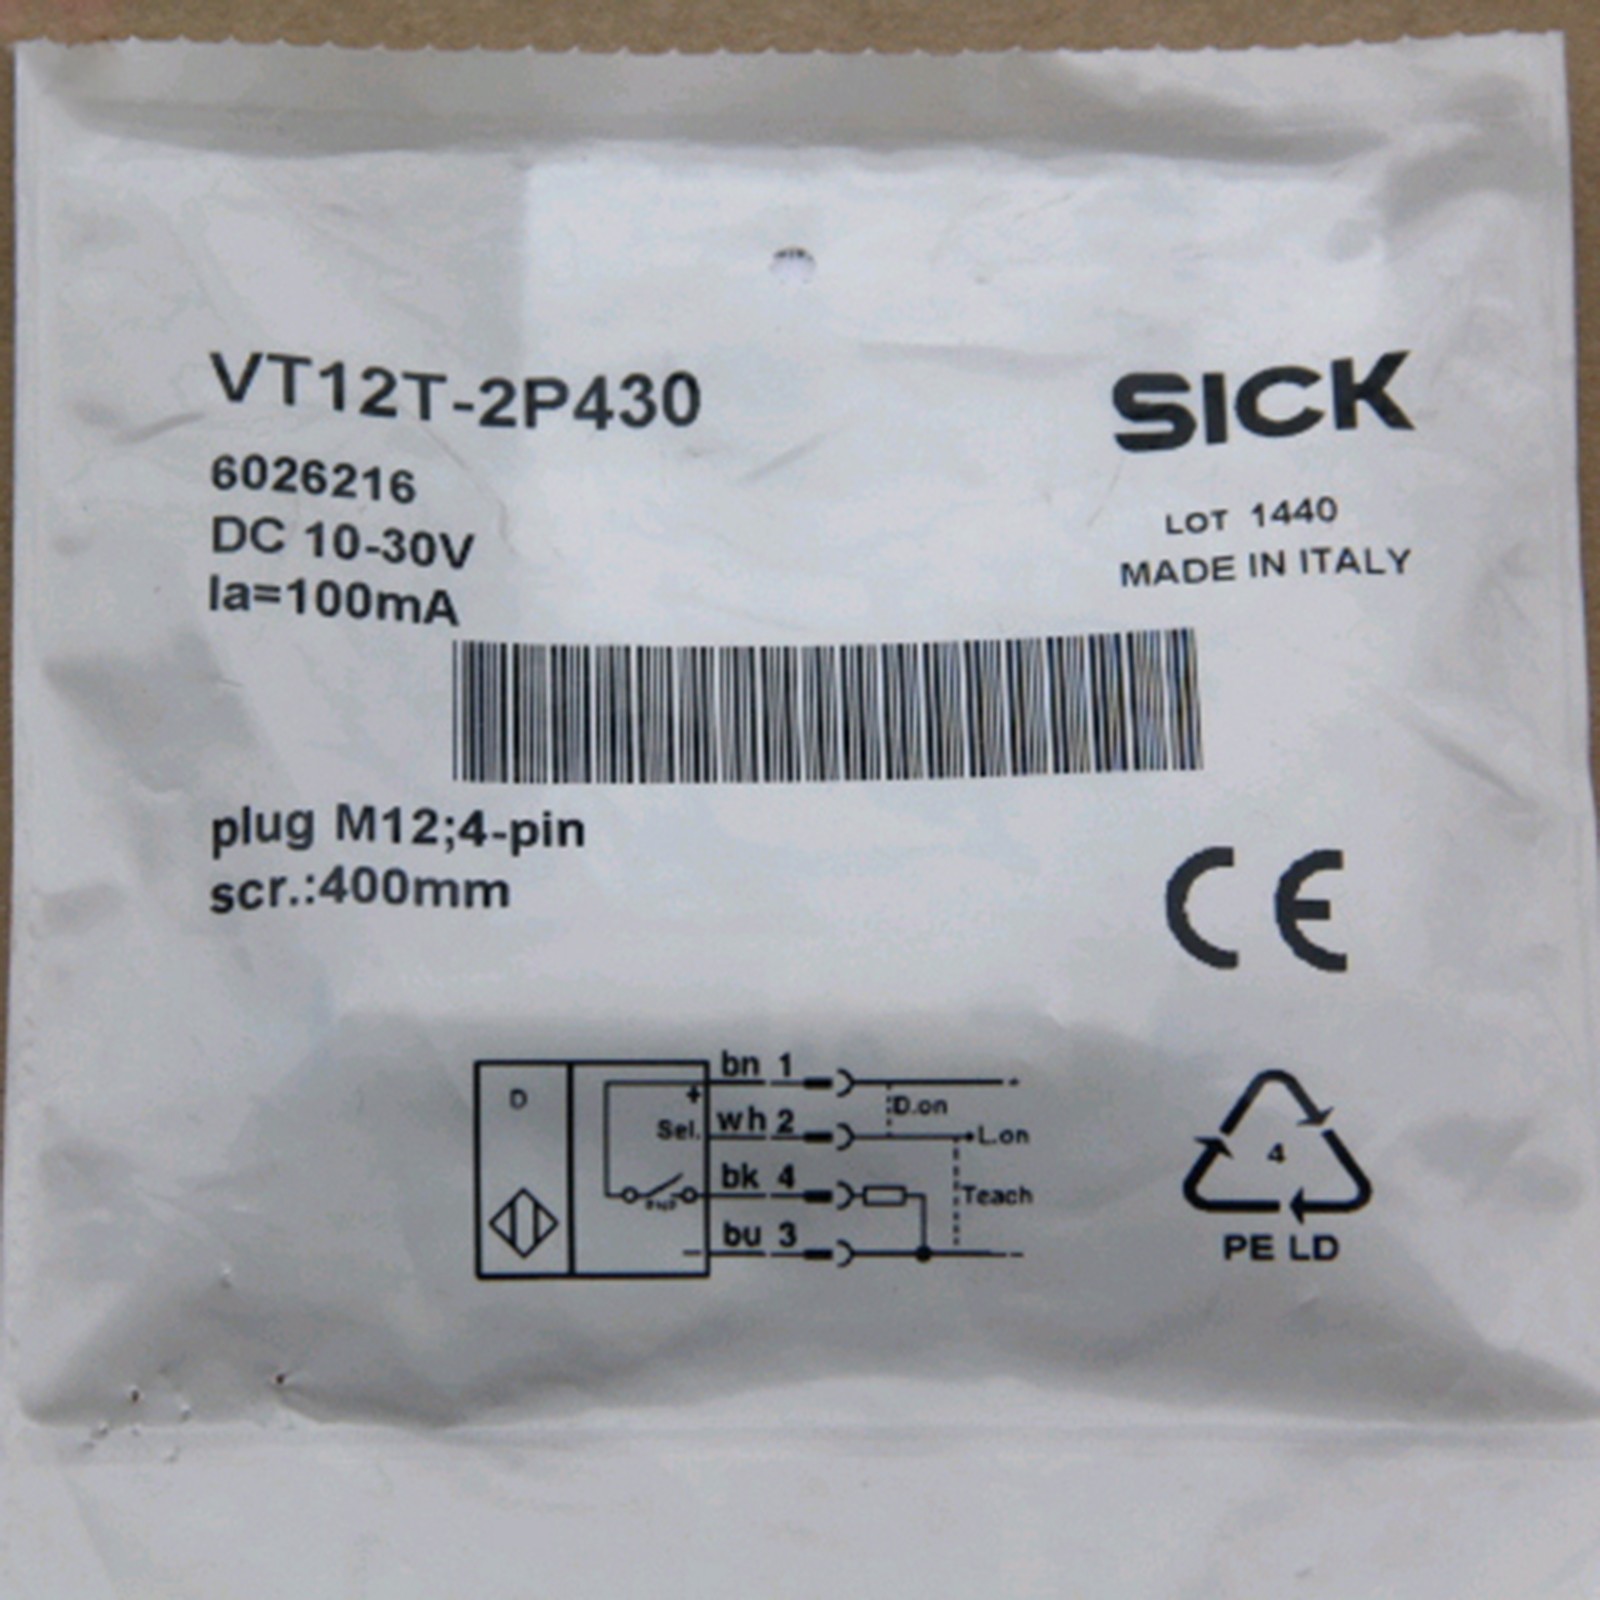 VT12T-2P430
SICK
6026216
DC 10-30V
Ia=100mA
LOT 1440
MADE IN ITALY
plug M12;4-pin
scr.:400mm
CE
D
+
Sel.
−
bn 1
wh 2
bk 4
bu 3
D.on
L.on
Teach
4
PE LD